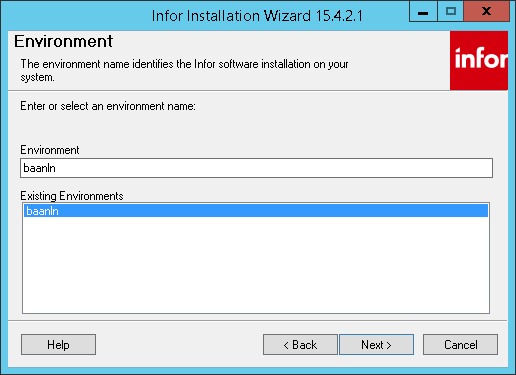 Infor Installation Wizard 15.4.2.1
Environment
The environment name identifies the Infor software installation on your
system.
infor
Enter or select an environment name:
Environment
baanln
Existing Environments
baanln
Help
< Back
Next >
Cancel